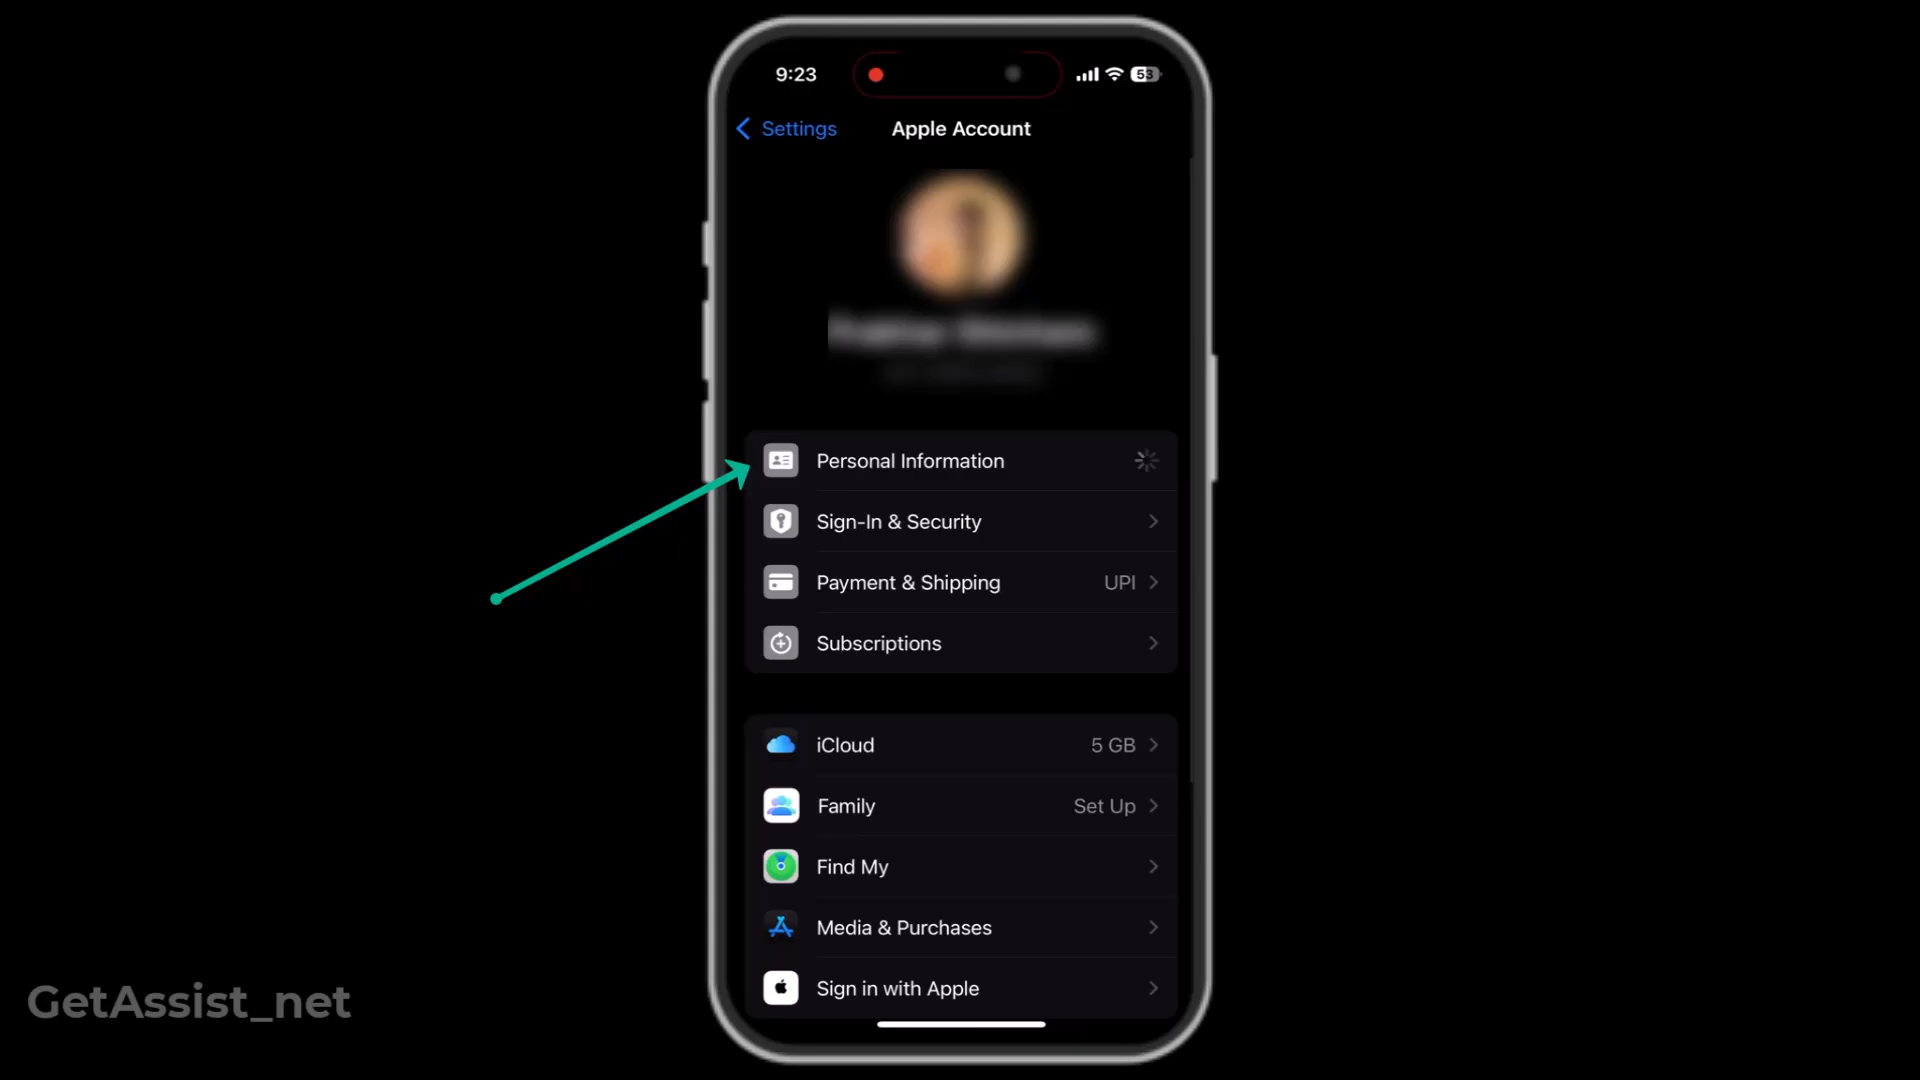 9:23
53
Settings
Apple Account
Personal Information
Sign-In & Security
Payment & Shipping UPI
Subscriptions
iCloud 5 GB
Family Set Up
Find My
Media & Purchases
Sign in with Apple
GetAssist_net